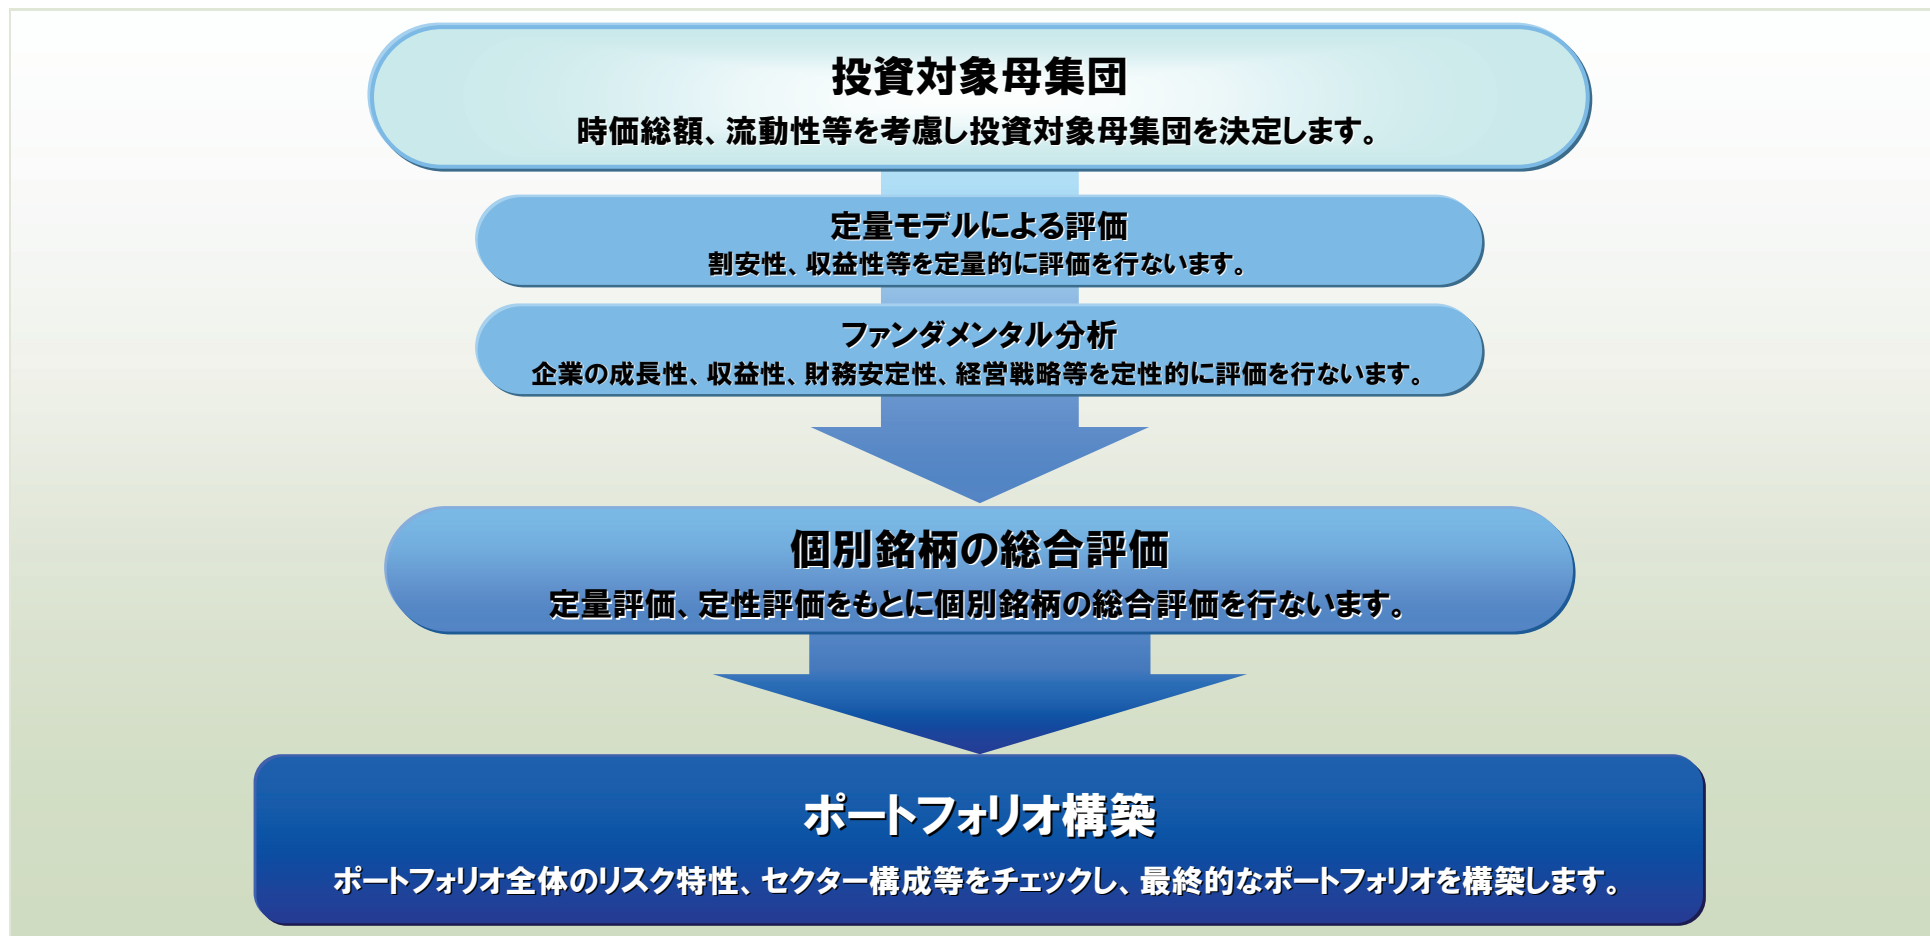 投資対象母集団
時価総額、流動性等を考慮し投資対象母集団を決定します。
定量モデルによる評価
割安性、収益性等を定量的に評価を行ないます。
ファンダメンタル分析
企業の成長性、収益性、財務安定性、経営戦略等を定性的に評価を行ないます。
個別銘柄の総合評価
定量評価、定性評価をもとに個別銘柄の総合評価を行ないます。
ポートフォリオ構築
ポートフォリオ全体のリスク特性、セクター構成等をチェックし、最終的なポートフォリオを構築します。